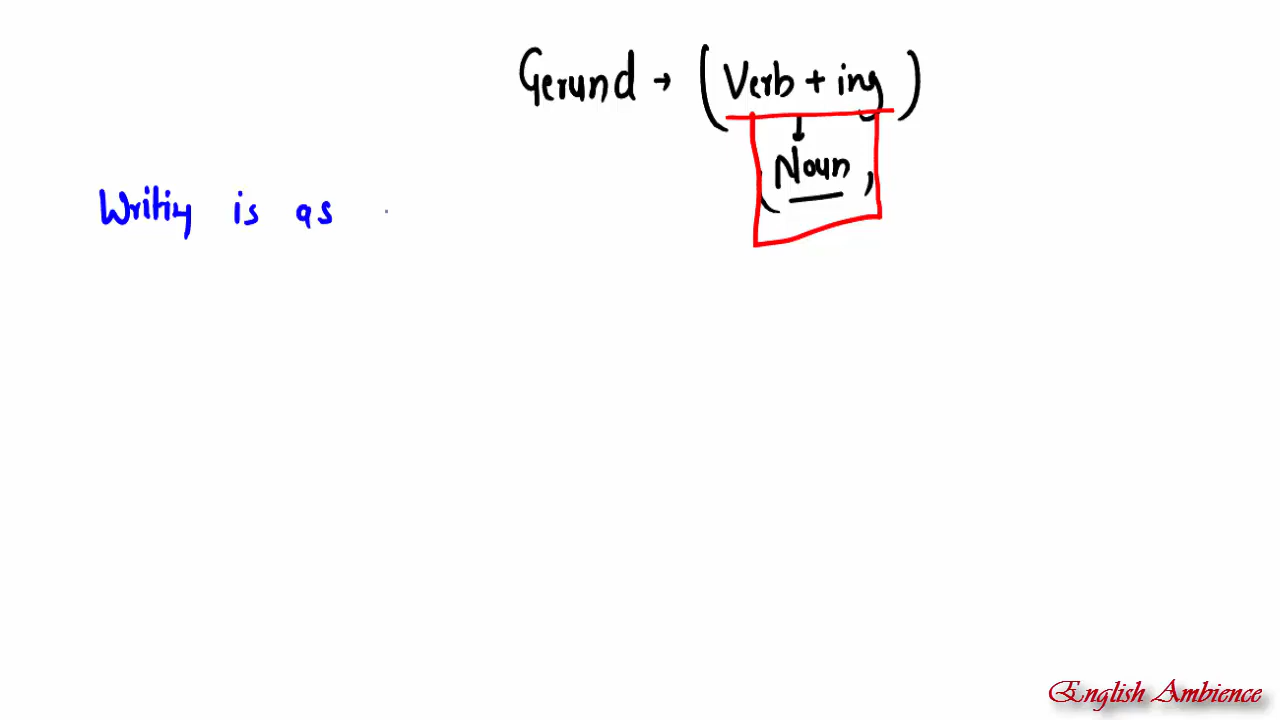 Gerund → (Verb + ing)
(Noun,
Writing is as
English Ambience